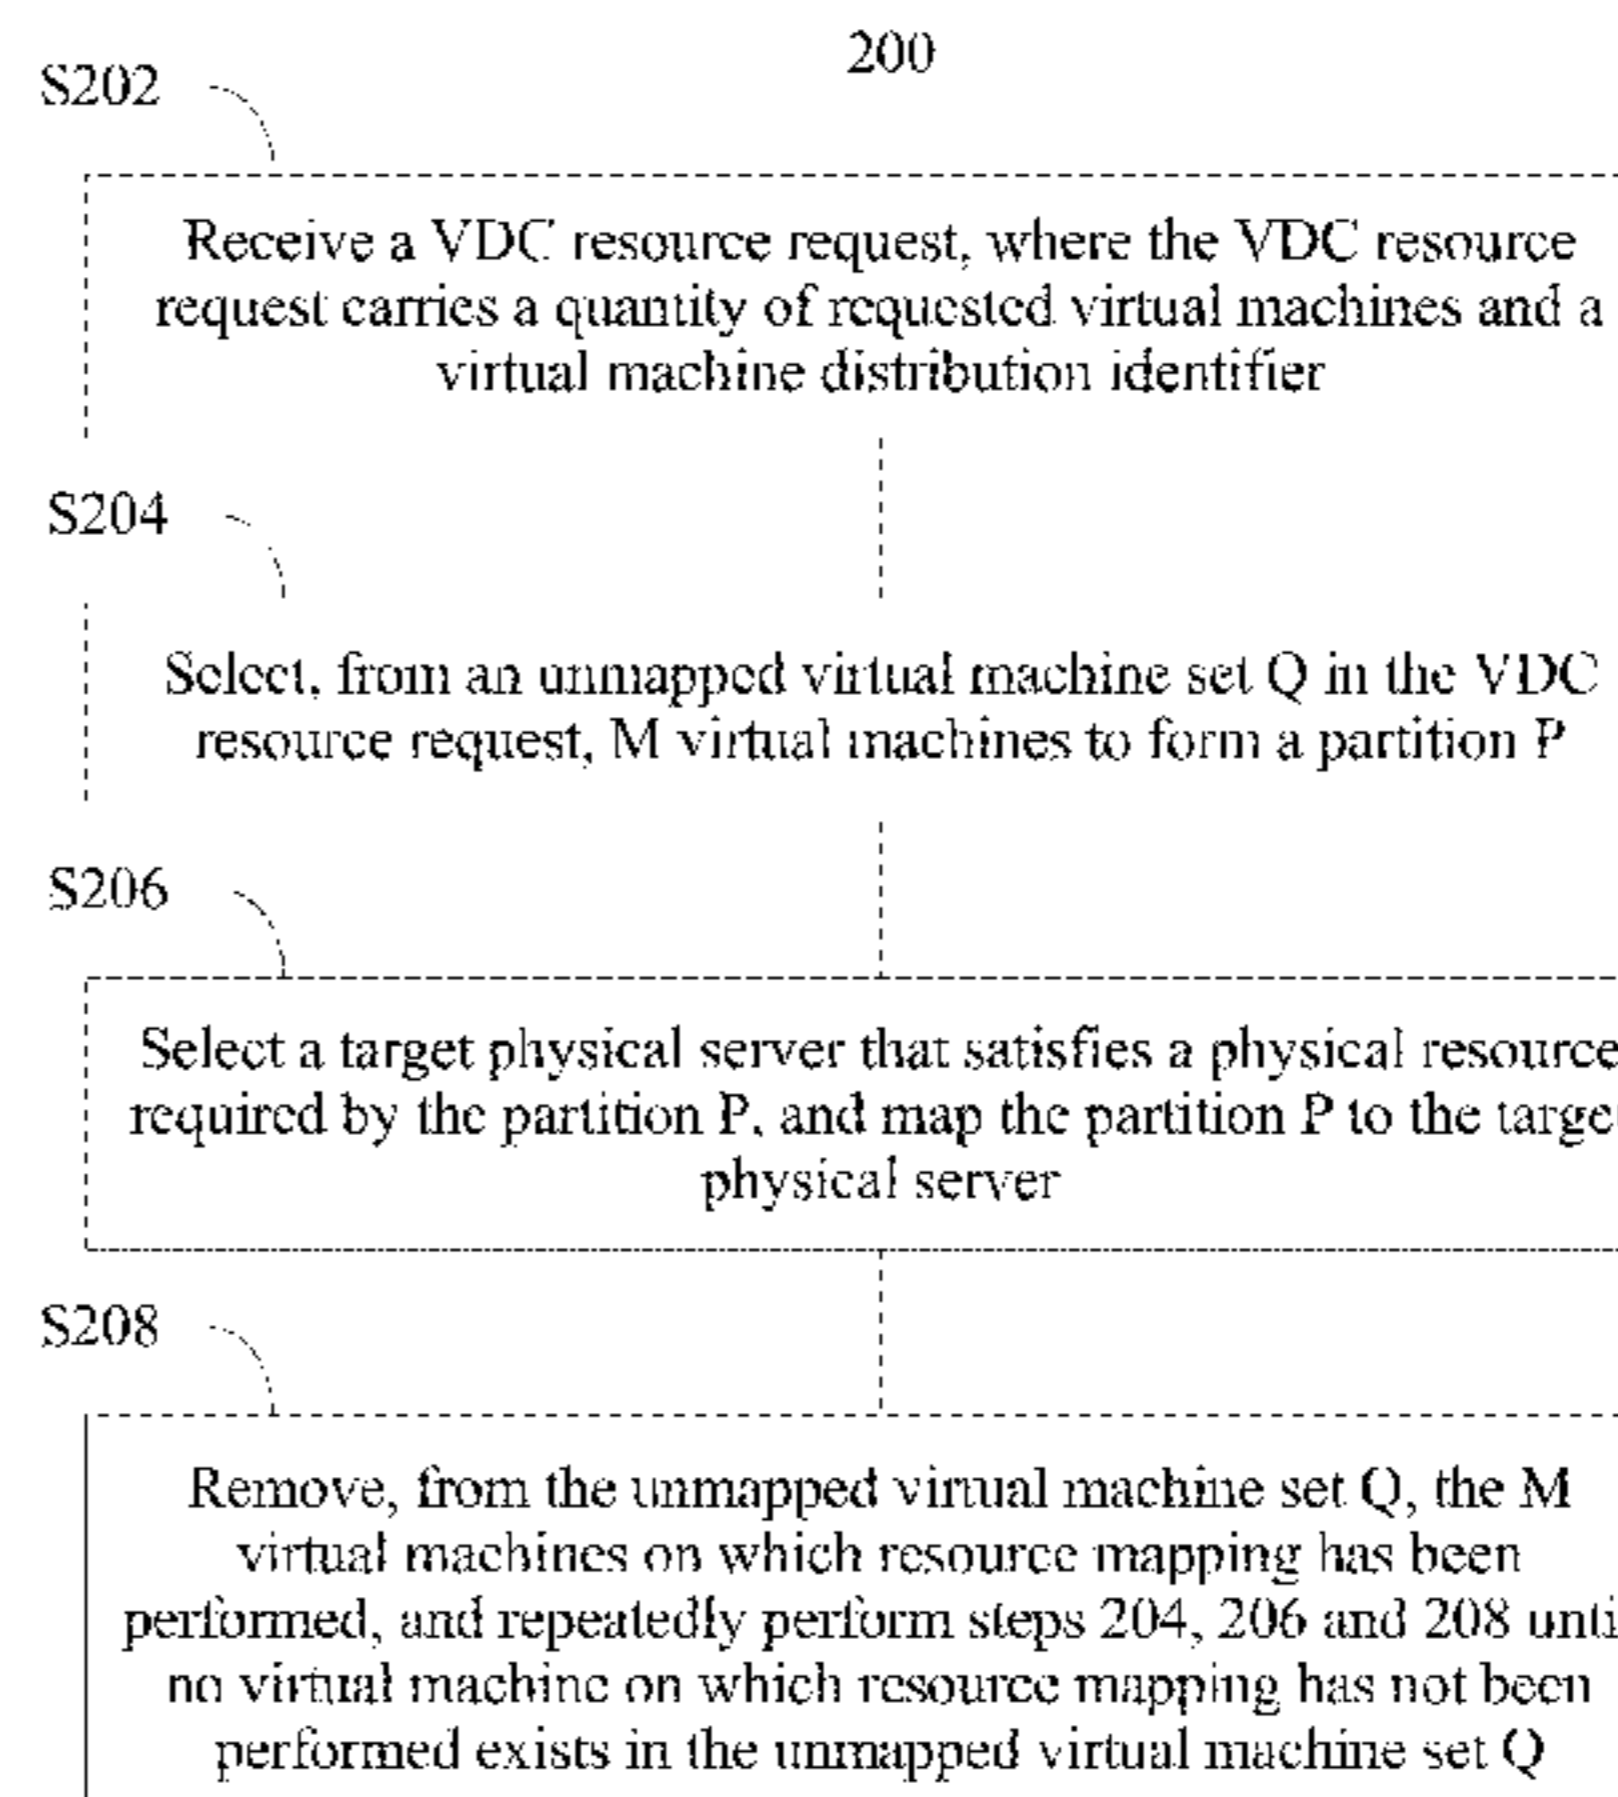 200
S202
Receive a VDC resource request, where the VDC resource
request carries a quantity of requested virtual machines and a
virtual machine distribution identifier
S204
Select, from an unmapped virtual machine set Q in the VDC
resource request, M virtual machines to form a partition P
S206
Select a target physical server that satisfies a physical resource
required by the partition P, and map the partition P to the target
physical server
S208
Remove, from the unmapped virtual machine set Q, the M
virtual machines on which resource mapping has been
performed, and repeatedly perform steps 204, 206 and 208 unti
no virtual machine on which resource mapping has not been
performed exists in the unmapped virtual machine set Q